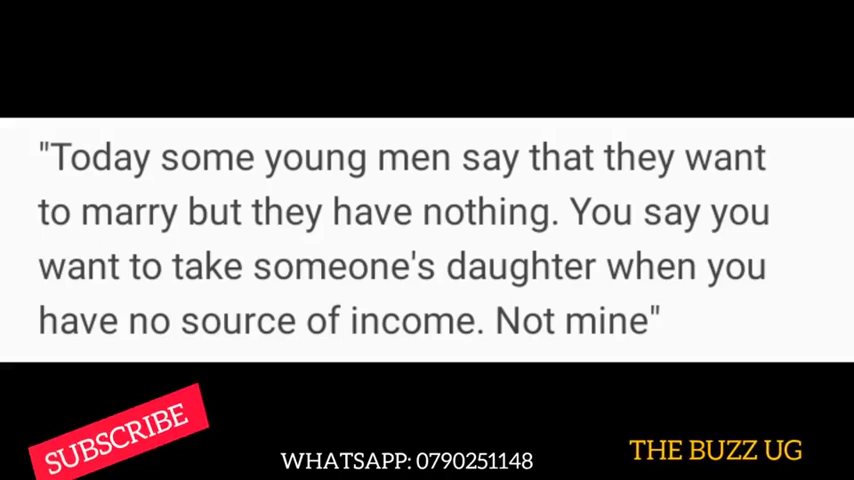 "Today some young men say that they want
to marry but they have nothing. You say you
want to take someone's daughter when you
have no source of income. Not mine"
SUBSCRIBE
WHATSAPP: 0790251148
THE BUZZ UG